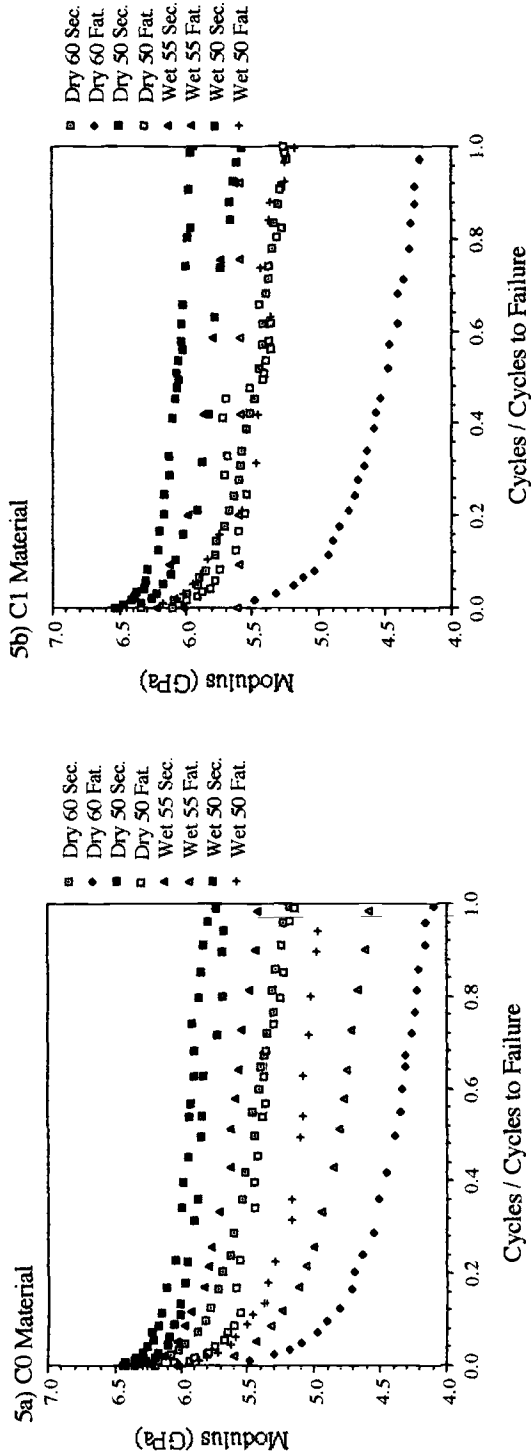 5a) C0 Material
Modulus (GPa)
7.0
6.5
6.0
5.5
5.0
4.5
4.0
0.0
0.2
0.4
0.6
0.8
1.0
Cycles / Cycles to Failure
Dry 60 Sec.
Dry 60 Fat.
Dry 50 Sec.
Dry 50 Fat.
Wet 55 Sec.
Wet 55 Fat.
Wet 50 Sec.
Wet 50 Fat.
5b) C1 Material
Modulus (GPa)
7.0
6.5
6.0
5.5
5.0
4.5
4.0
0.0
0.2
0.4
0.6
0.8
1.0
Cycles / Cycles to Failure
Dry 60 Sec.
Dry 60 Fat.
Dry 50 Sec.
Dry 50 Fat.
Wet 55 Sec.
Wet 55 Fat.
Wet 50 Sec.
Wet 50 Fat.